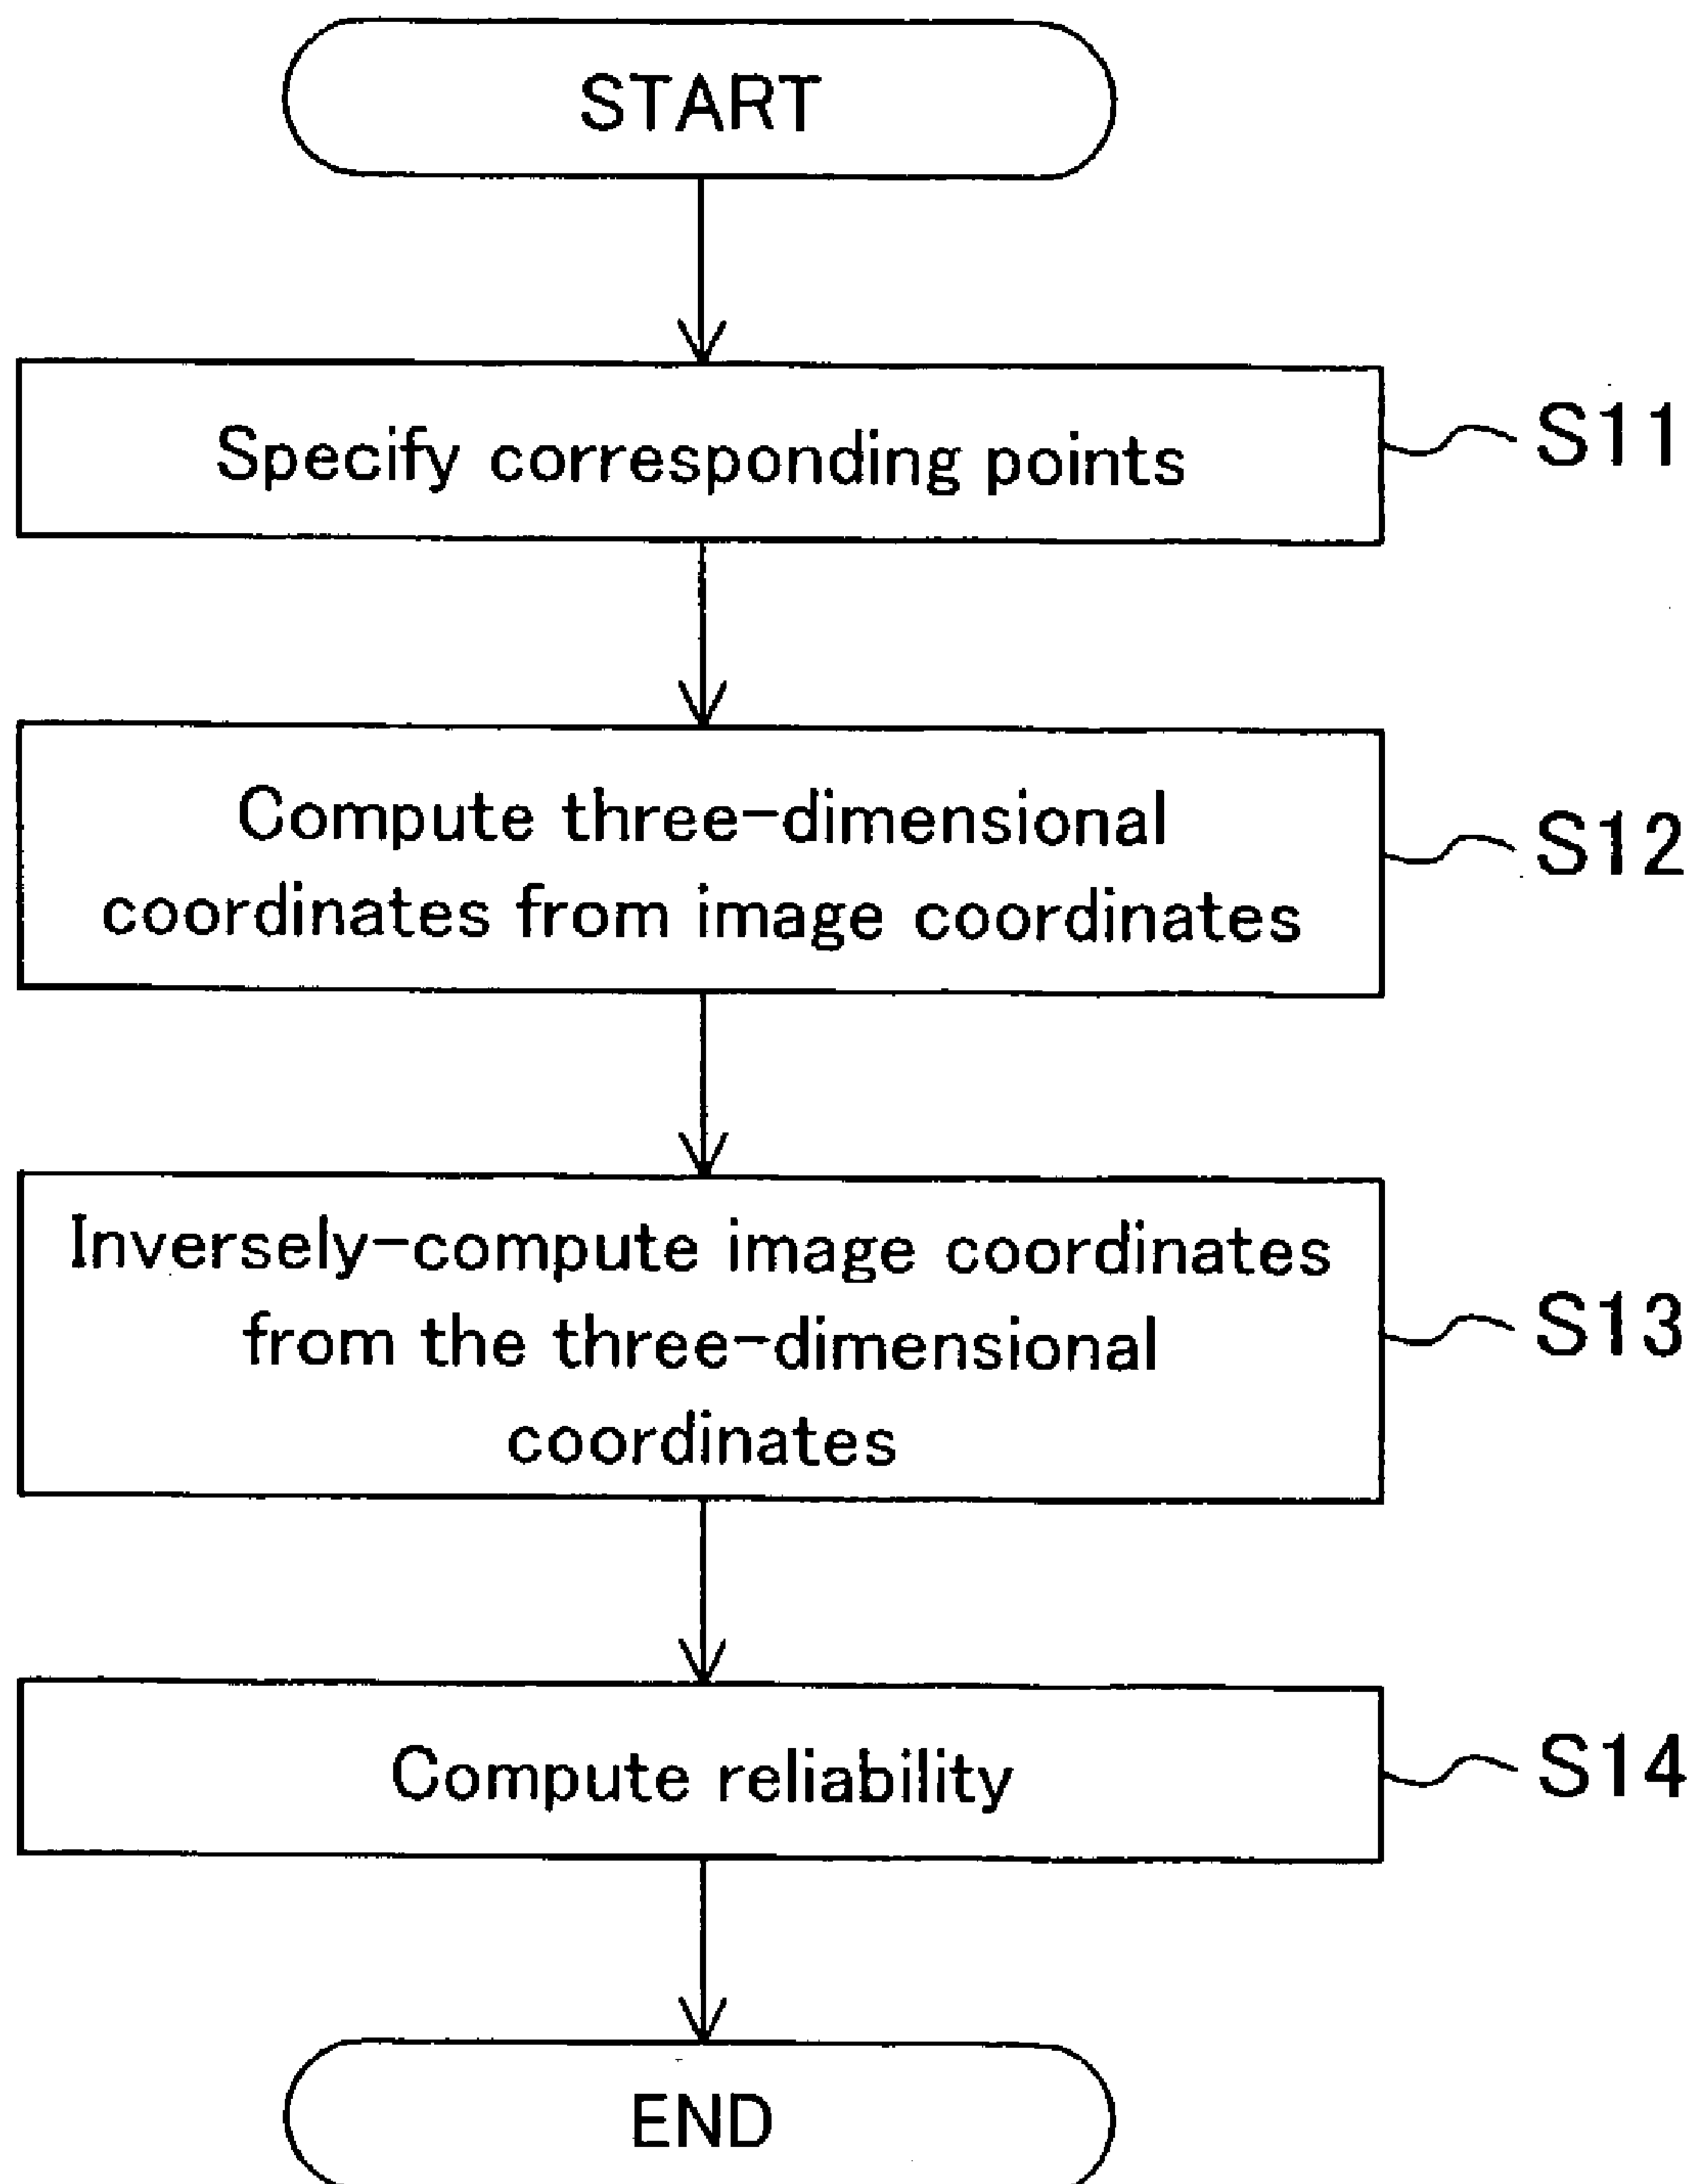 START
Specify corresponding points
S11
Compute three-dimensional
coordinates from image coordinates
S12
Inversely-compute image coordinates
from the three-dimensional
coordinates
S13
Compute reliability
S14
END